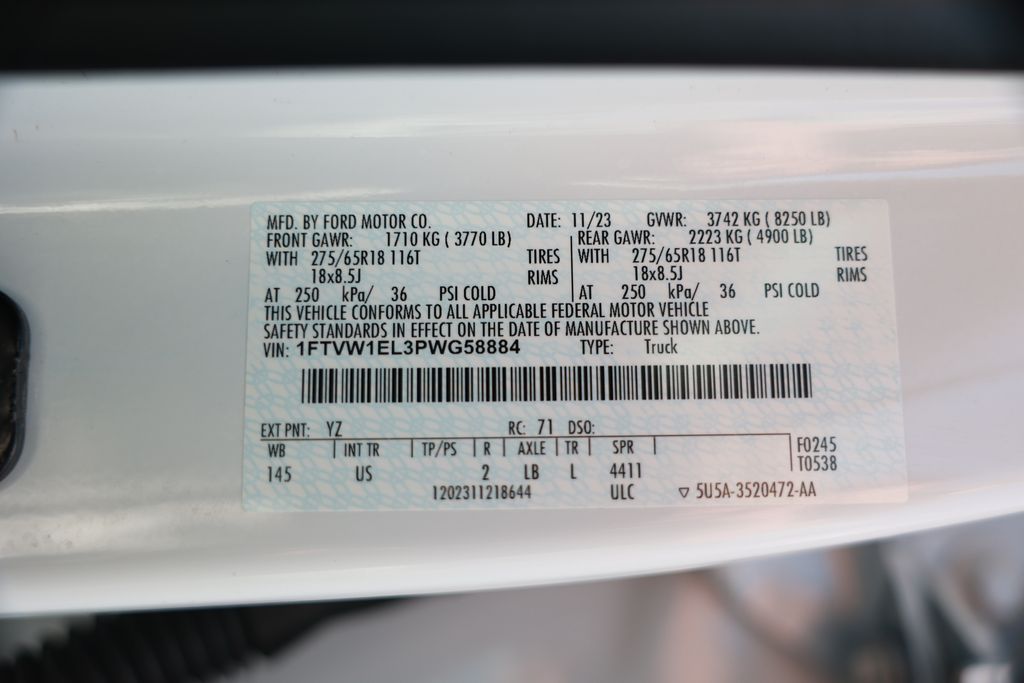 MFD. BY FORD MOTOR CO. DATE: 11/23 GVWR: 3742 KG ( 8250 LB)
FRONT GAWR: 1710 KG ( 3770 LB) REAR GAWR: 2223 KG ( 4900 LB)
WITH 275/65R18 116T TIRES WITH 275/65R18 116T TIRES
18x8.5J RIMS 18x8.5J RIMS
AT 250 kPa/ 36 PSI COLD AT 250 kPa/ 36 PSI COLD
THIS VEHICLE CONFORMS TO ALL APPLICABLE FEDERAL MOTOR VEHICLE
SAFETY STANDARDS IN EFFECT ON THE DATE OF MANUFACTURE SHOWN ABOVE.
VIN: 1FTVW1EL3PWG58884 TYPE: Truck
EXT PNT: YZ RC: 71 DSO:
WB INT TR TP/PS R AXLE TR SPR F0245
145 US 2 LB L 4411 T0538
1202311218644 ULC ▽ 5U5A-3520472-AA